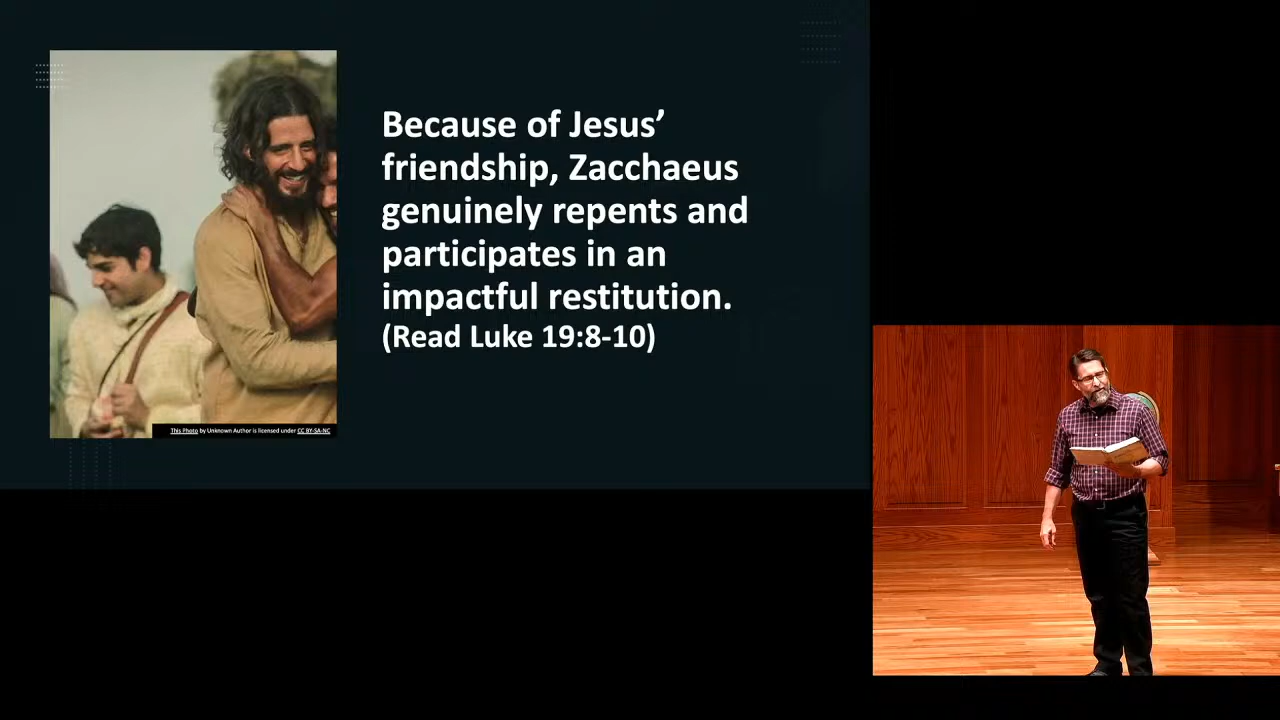 Because of Jesus’
friendship, Zacchaeus
genuinely repents and
participates in an
impactful restitution.
(Read Luke 19:8-10)
This Photo by Unknown Author is licensed under CC BY-SA-NC